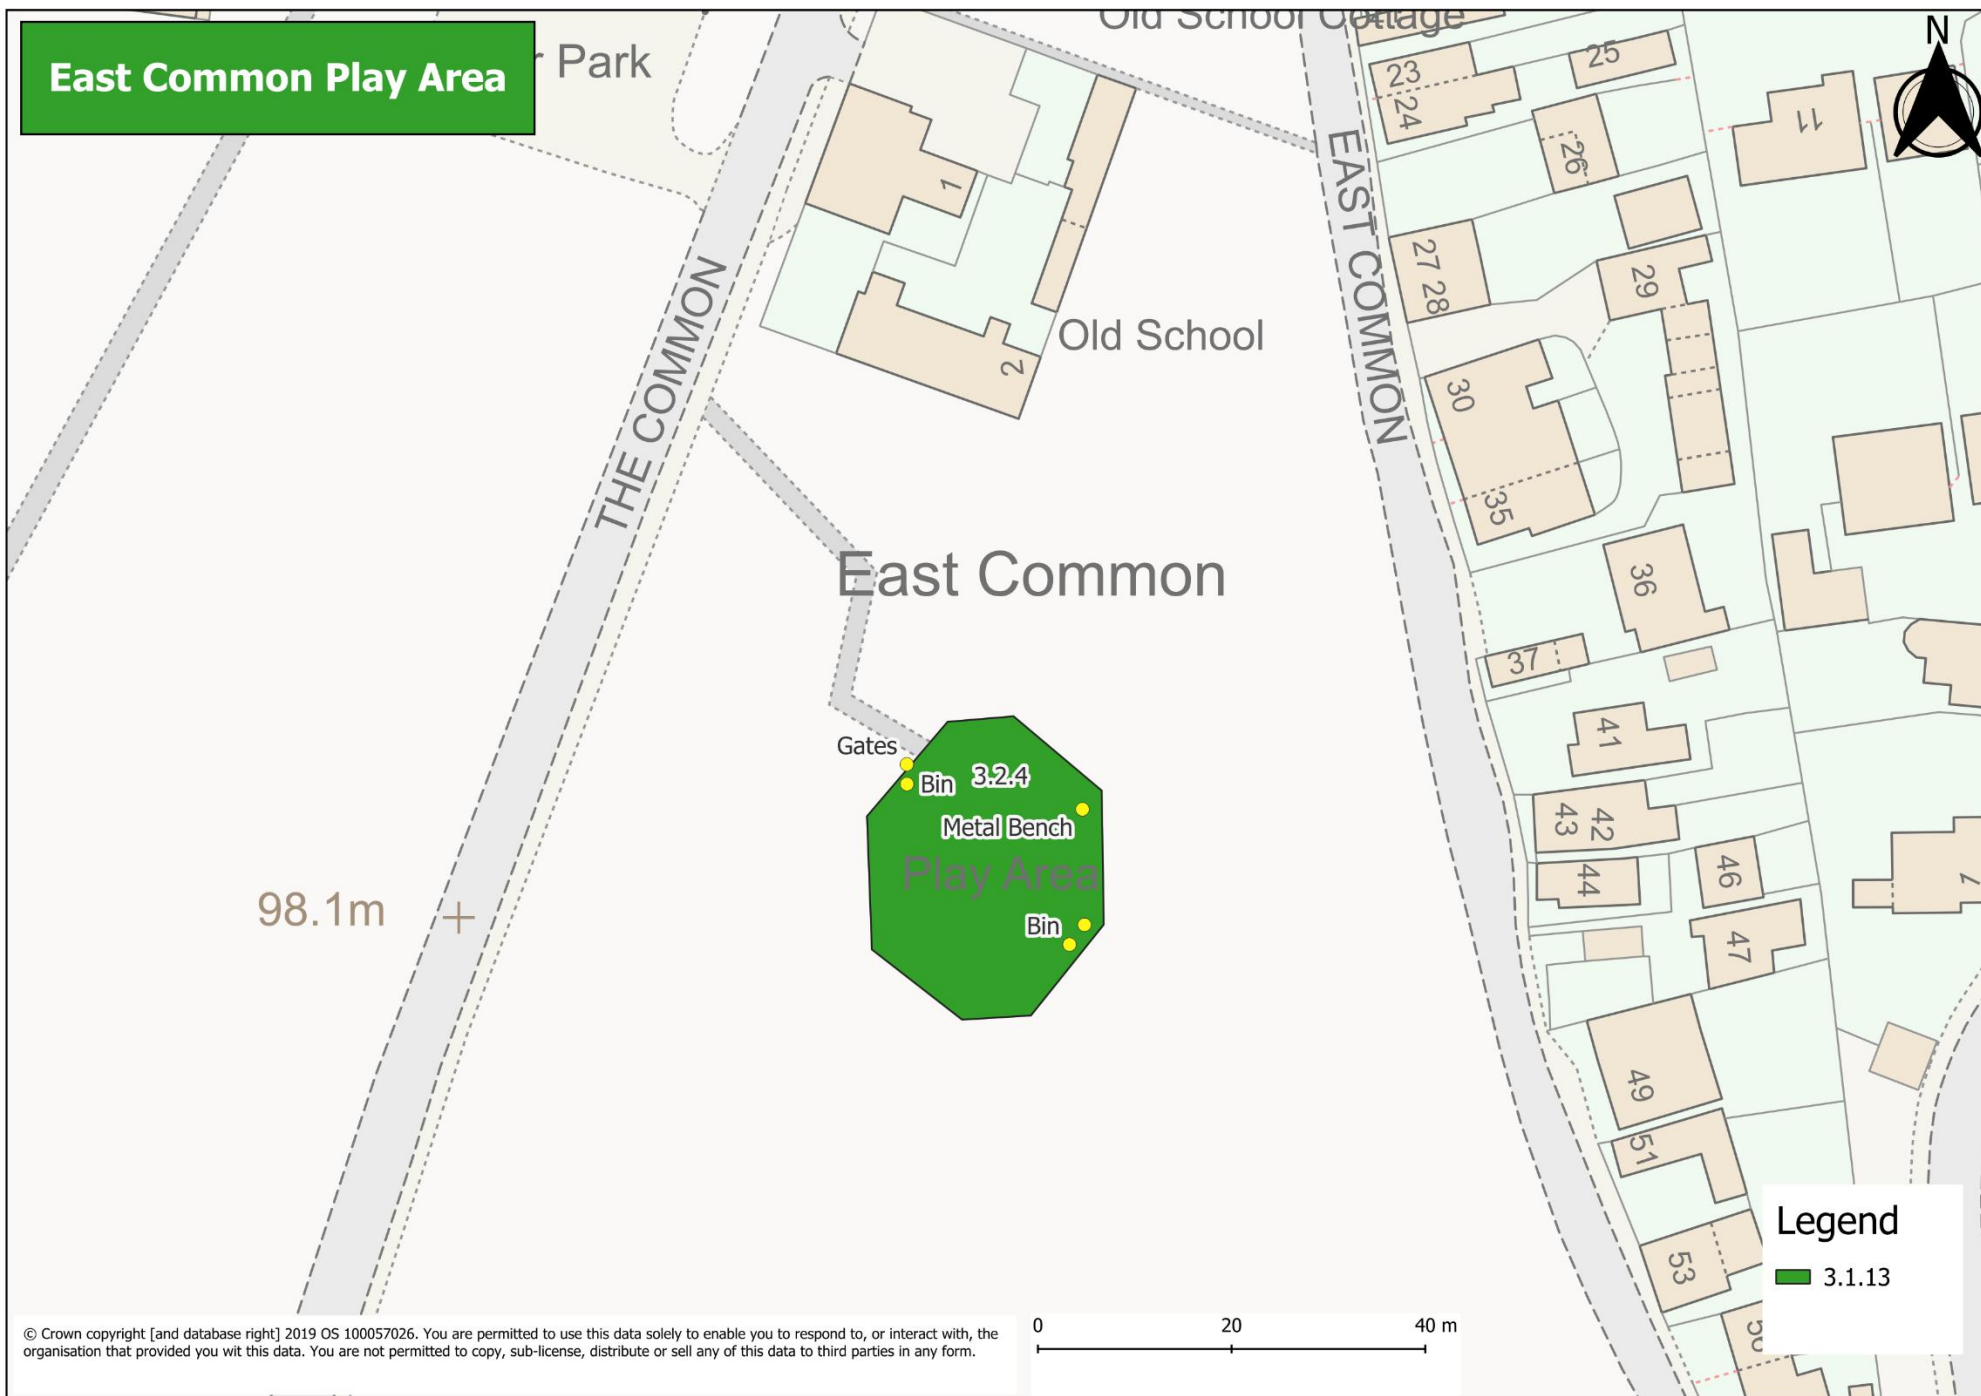 East Common Play Area
Park
Old School Cottage
N
23
24
25
26
11
1
EAST COMMON
27 28
29
THE COMMON
Old School
2
30
35
East Common
36
37
41
Gates
Bin
3.2.4
Metal Bench
43 42
Play Area
44
46
7
98.1m
Bin
47
49
51
53
Legend
3.1.13
© Crown copyright [and database right] 2019 OS 100057026. You are permitted to use this data solely to enable you to respond to, or interact with, the
organisation that provided you wit this data. You are not permitted to copy, sub-license, distribute or sell any of this data to third parties in any form.
0 20 40 m